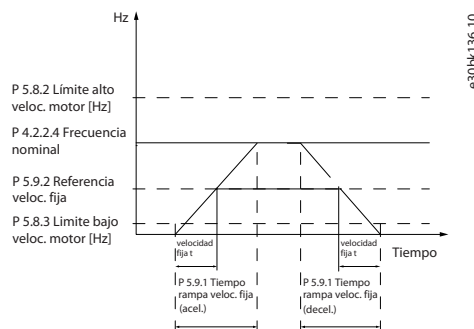 Hz
P 5.8.2 Límite alto
veloc. motor [Hz]
P 4.2.2.4 Frecuencia
nominal
P 5.9.2 Referencia
veloc. fija
P 5.8.3 Limite bajo
veloc. motor [Hz]
velocidad
fija t
velocidad
fija t
Tiempo
P 5.9.1 Tiempo
rampa veloc. fija
(acel.)
P 5.9.1 Tiempo
rampa veloc. fija
(decel.)
e30bk136.10